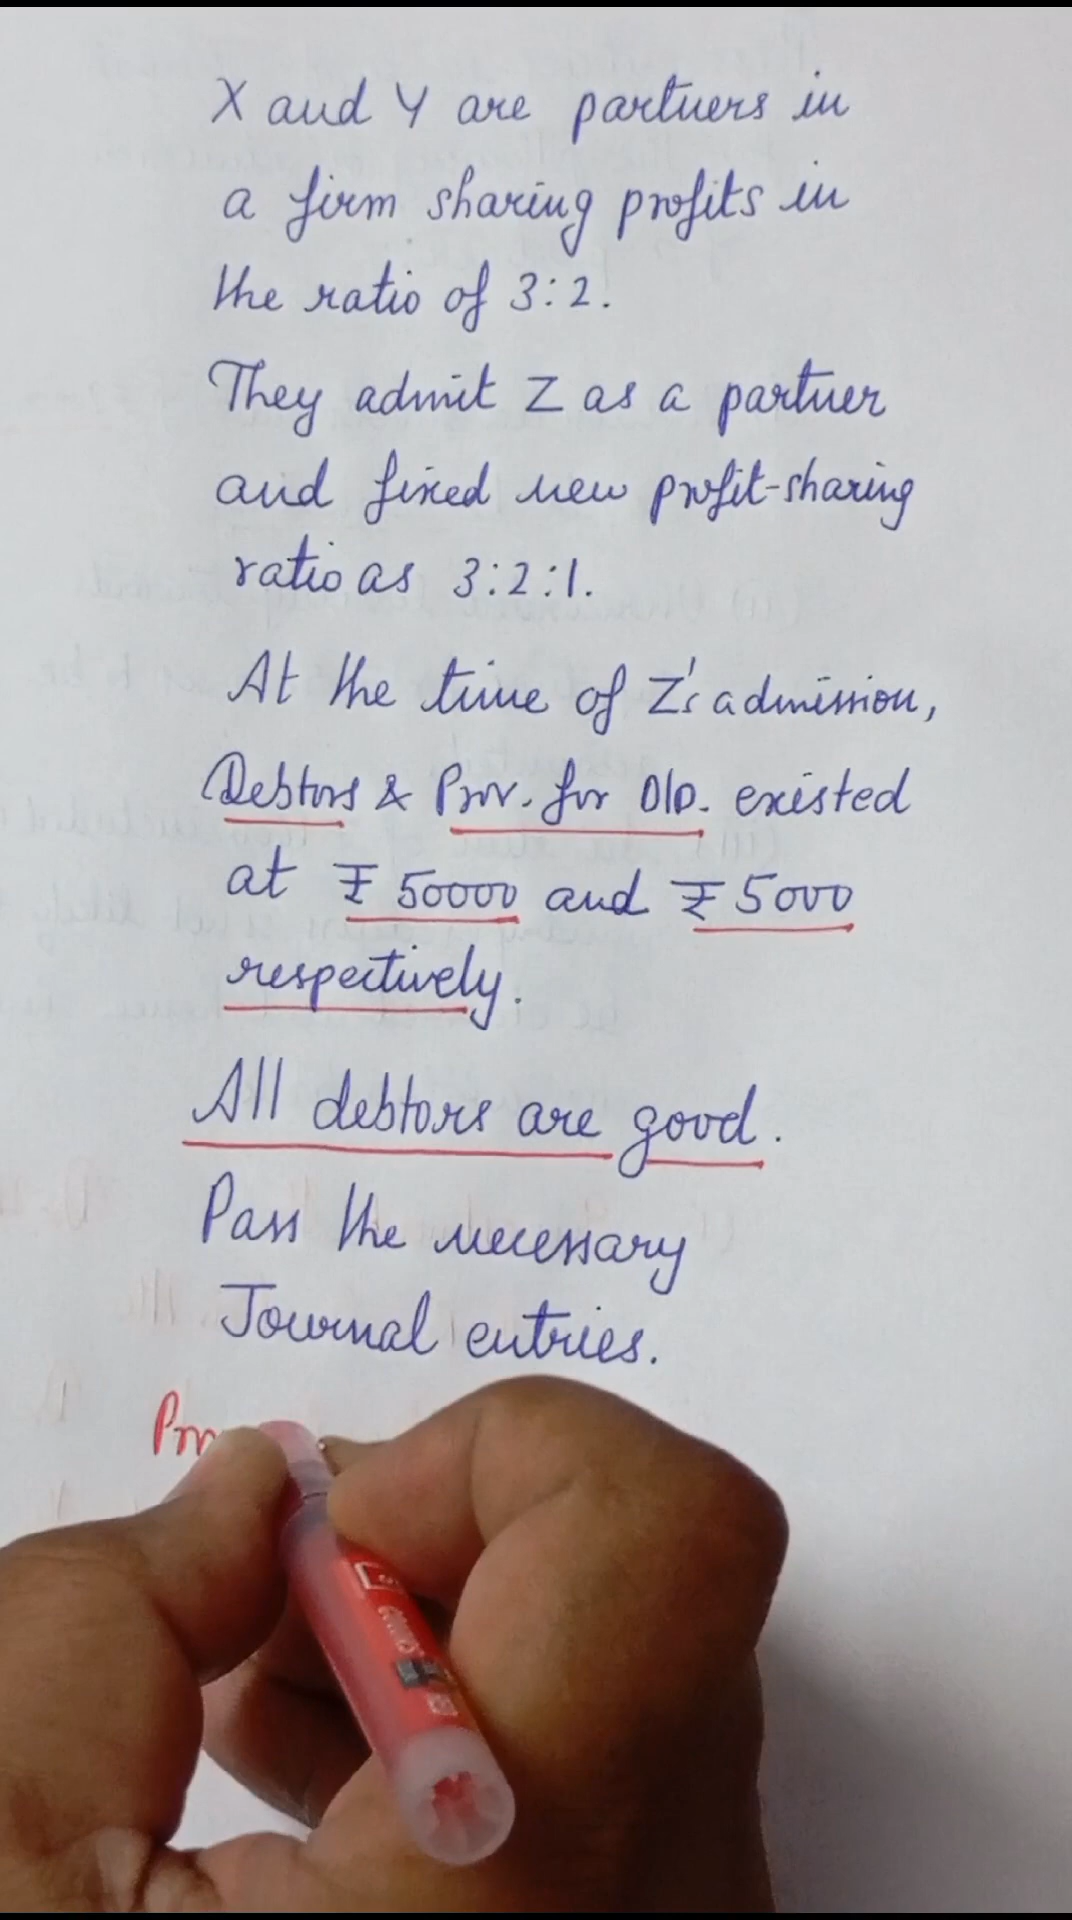 X and Y are partners in
a firm sharing profits in
the ratio of 3:2.
They admit Z as a partner
and fixed new profit-sharing
ratio as 3:2:1.
At the time of Z's admission,
Debtors & Prov. for D/D. existed
at ₹ 50000 and ₹ 5000
respectively.
All debtors are good.
Pass the necessary
Journal entries.